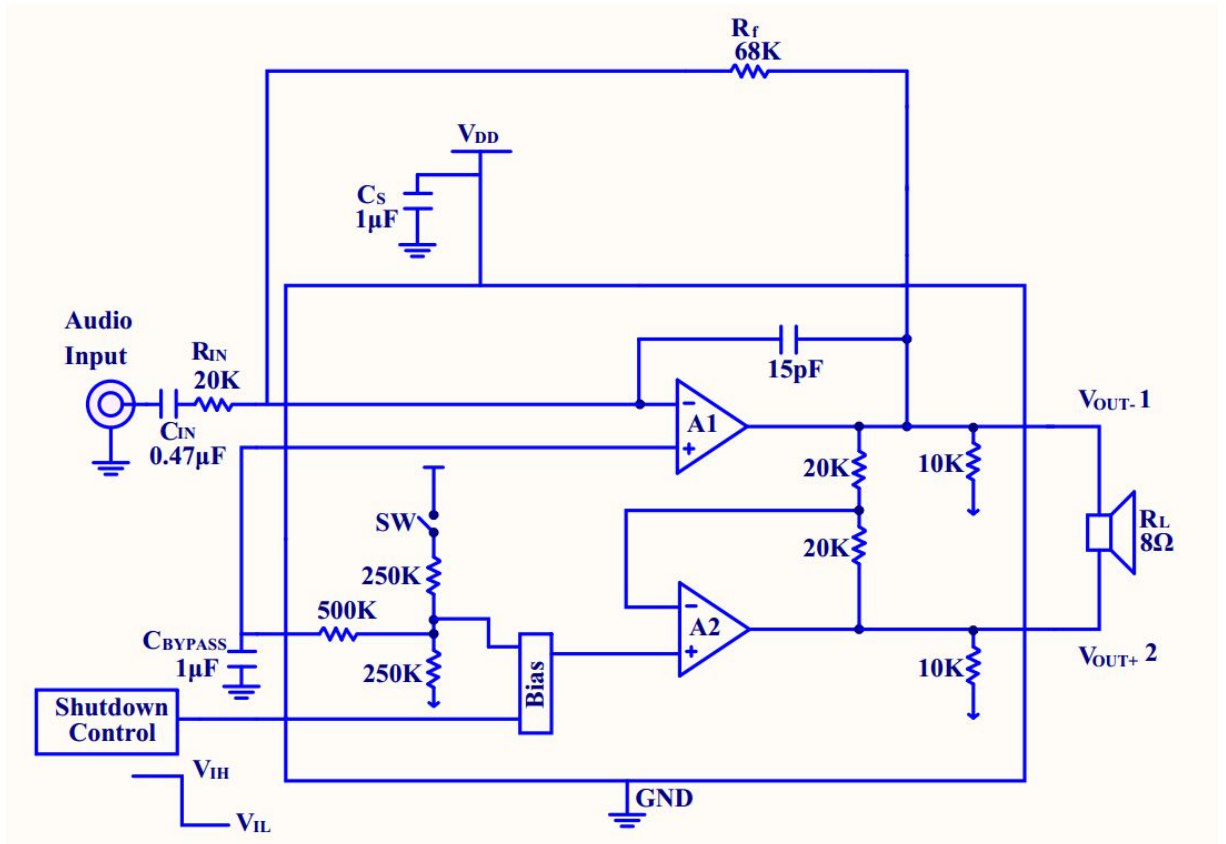 Rf
68K
VDD
CS
1µF
Audio
Input
RIN
20K
CIN
0.47µF
15pF
A1
VOUT- 1
20K
10K
SW
20K
RL
8Ω
250K
500K
A2
CBYPASS
1µF
250K
Bias
10K
VOUT+ 2
Shutdown
Control
VIH
VIL
GND